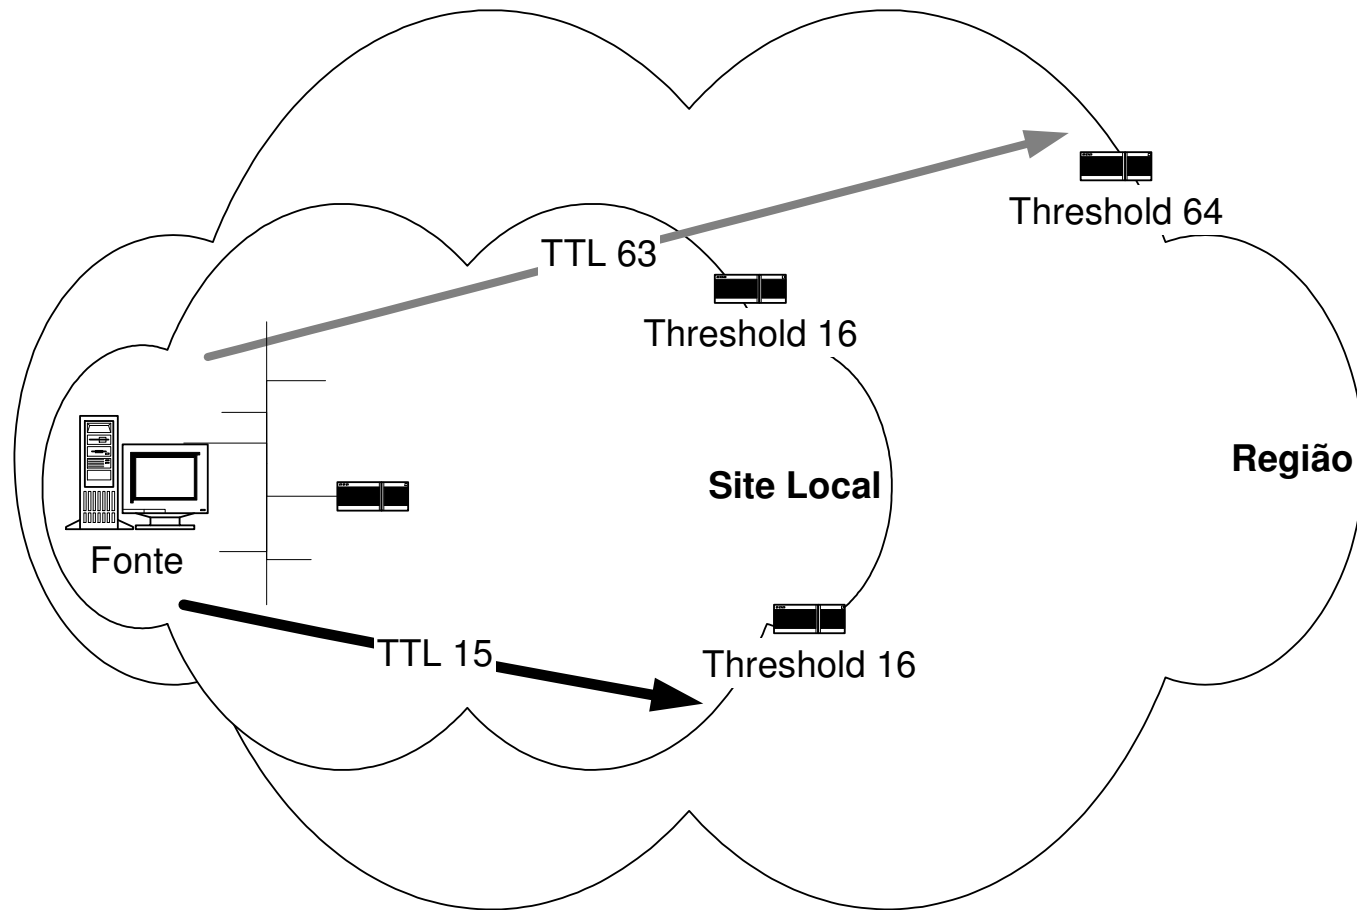 Threshold 64
TTL 63
Threshold 16
Região
Site Local
Fonte
TTL 15
Threshold 16